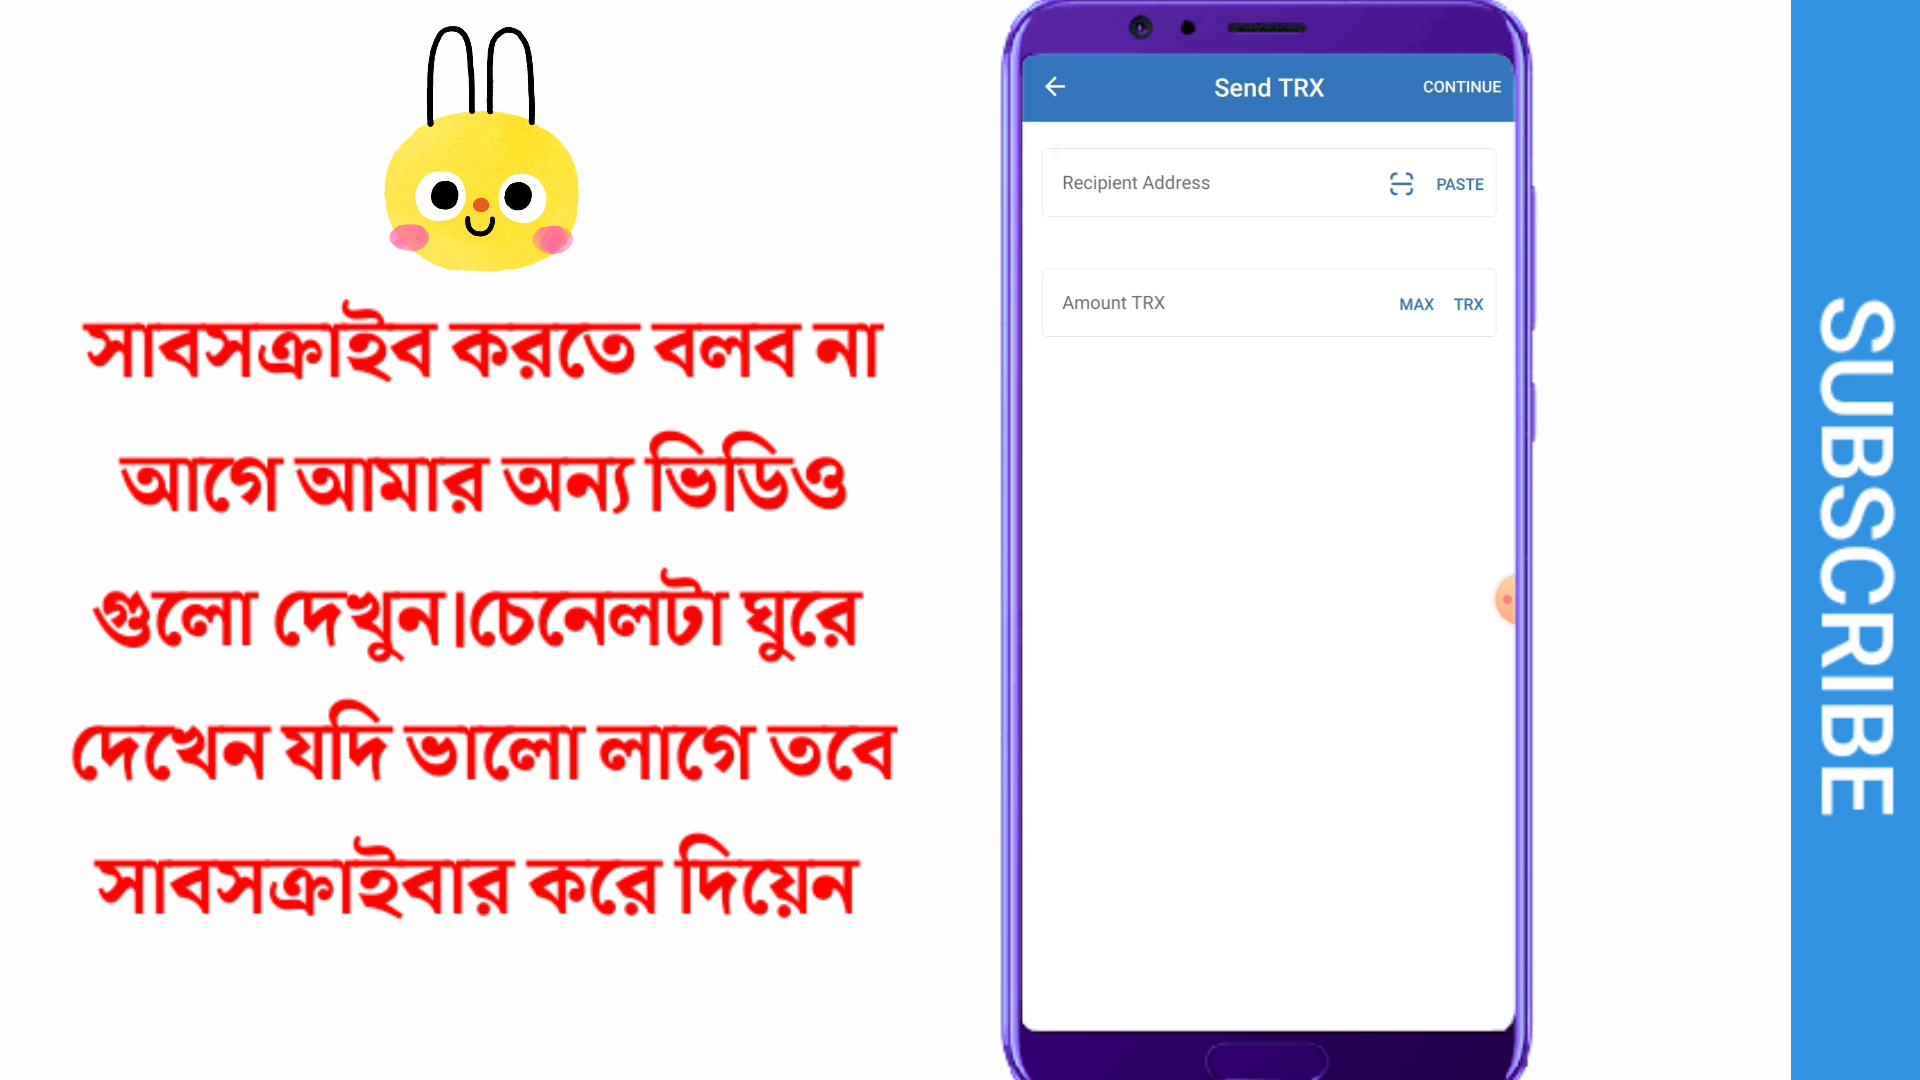 সাবসক্রাইব করতে বলব না
আগে আমার অন্য ভিডিও
গুলো দেখুন।চেনেলটা ঘুরে
দেখেন যদি ভালো লাগে তবে
সাবসক্রাইবার করে দিয়েন
Send TRX
CONTINUE
Recipient Address
PASTE
Amount TRX
MAX
TRX
SUBSCRIBE